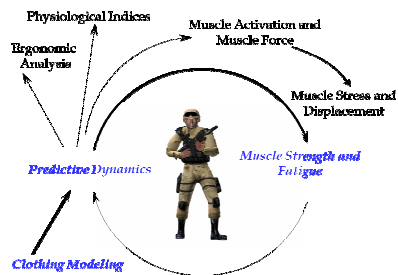 Physiological Indices
Ergonomic
Analysis
Muscle Activation and
Muscle Force
Muscle Stress and
Displacement
Predictive Dynamics
Muscle Strength and
Fatigue
Clothing Modeling